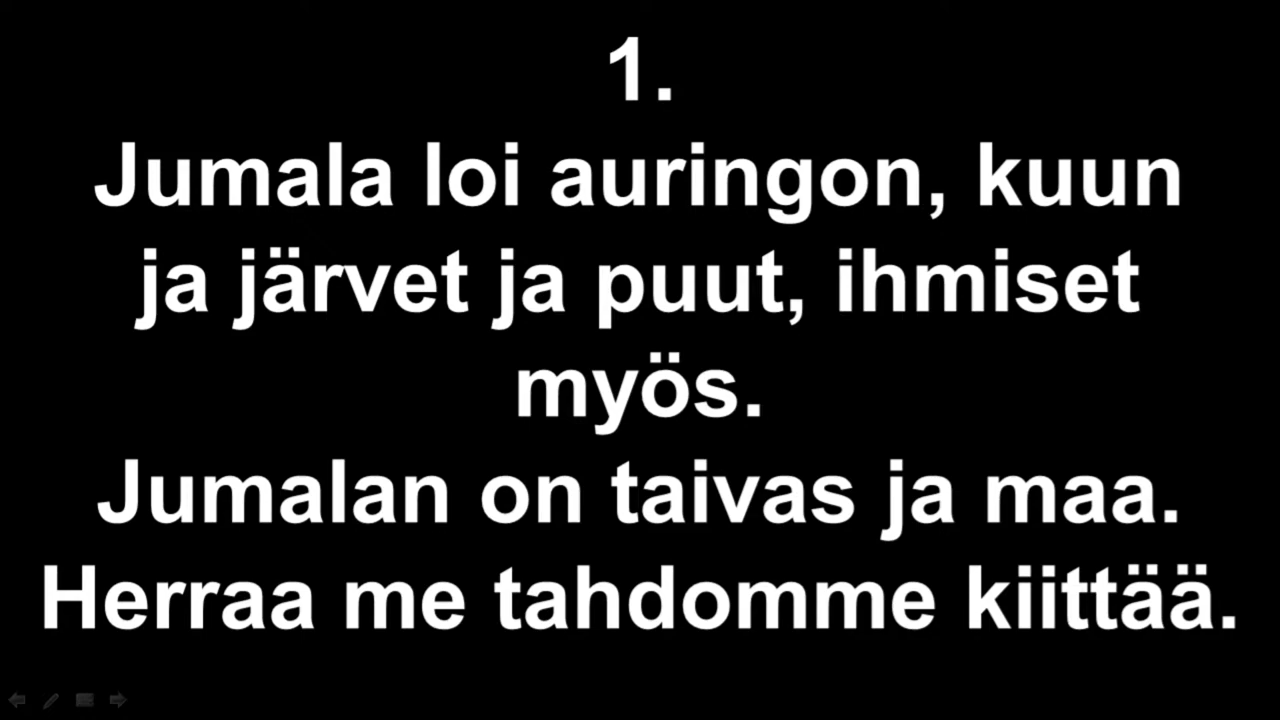 1.
Jumala loi auringon, kuun
ja järvet ja puut, ihmiset
myös.
Jumalan on taivas ja maa.
Herraa me tahdomme kiittää.